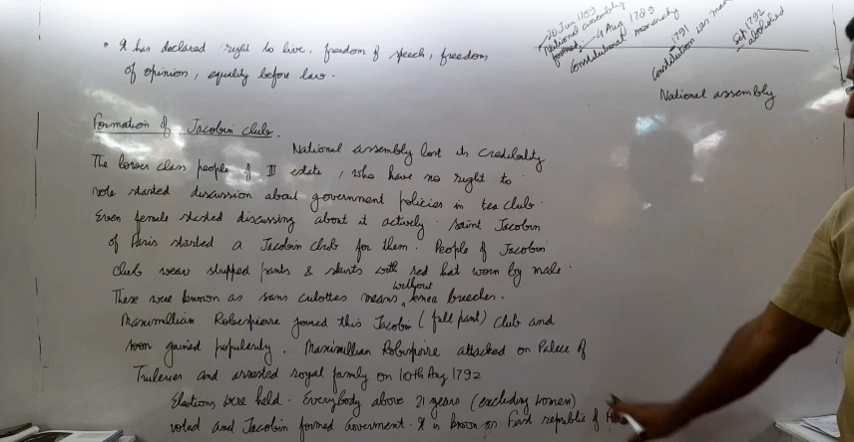 20 Jun 1789
National assembly
formed, 4 Aug 1789
Constitutional monarchy
1791
Constitution was
Sep 1792
abolished
National assembly
• It has declared right to live, freedom of speech, freedom
of opinion, equality before law.
Formation of Jacobin club.
National assembly lost its credibility
The lower class people of III estate, who have no right to
vote started discussion about government policies in tea club.
Even female started discussing about it actively. Saint Jacobin
of Paris started a Jacobin club for them. People of Jacobin
club wear stripped pants & skirts with red hat worn by male.
These were known as sans culottes means without knee breeches.
Maximillian Robespierre joined this Jacobin (full pant) club and
soon gained popularity. Maximillian Robespirre attacked on Palace of
Truleries and arrested royal family on 10th Aug 1792
Elections were held. Everybody above 21 years (excluding women)
voted and Jacobin formed Goverment. It is known as First republic of